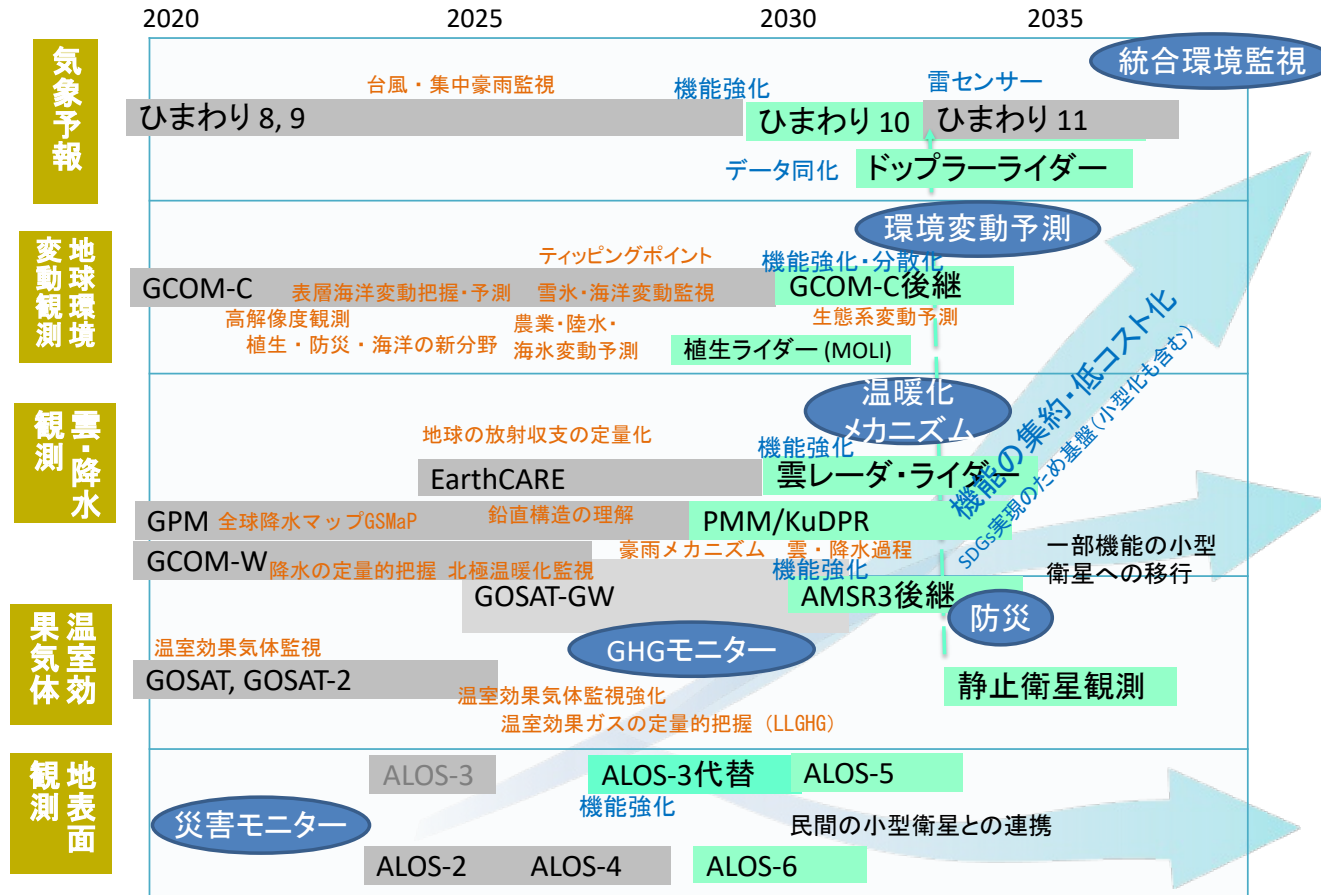 2020 2025 2030 2035
気象予報
統合環境監視
台風・集中豪雨監視
機能強化
雷センサー
ひまわり 8, 9
ひまわり 10
ひまわり 11
データ同化
ドップラーライダー
地球環境
変動観測
環境変動予測
ティッピングポイント
機能強化・分散化
GCOM-C
表層海洋変動把握・予測
雪氷・海洋変動監視
GCOM-C後継
高解像度観測
農業・陸水・
海氷変動予測
生態系変動予測
植生・防災・海洋の新分野
植生ライダー (MOLI)
雲・降水
観測
温暖化
メカニズム
地球の放射収支の定量化
機能強化
EarthCARE
雲レーダ・ライダー
機能の集約・低コスト化
SDGs実現のため基盤(小型化も含む)
GPM
全球降水マップGSMaP
鉛直構造の理解
PMM/KuDPR
豪雨メカニズム
雲・降水過程
一部機能の小型
衛星への移行
GCOM-W
降水の定量的把握
北極温暖化監視
機能強化
GOSAT-GW
AMSR3後継
防災
温室効
果気体
温室効果気体監視
GHGモニター
GOSAT, GOSAT-2
静止衛星観測
温室効果気体監視強化
温室効果ガスの定量的把握（LLGHG）
地表面
観測
ALOS-3
ALOS-3代替
ALOS-5
機能強化
災害モニター
民間の小型衛星との連携
ALOS-2
ALOS-4
ALOS-6